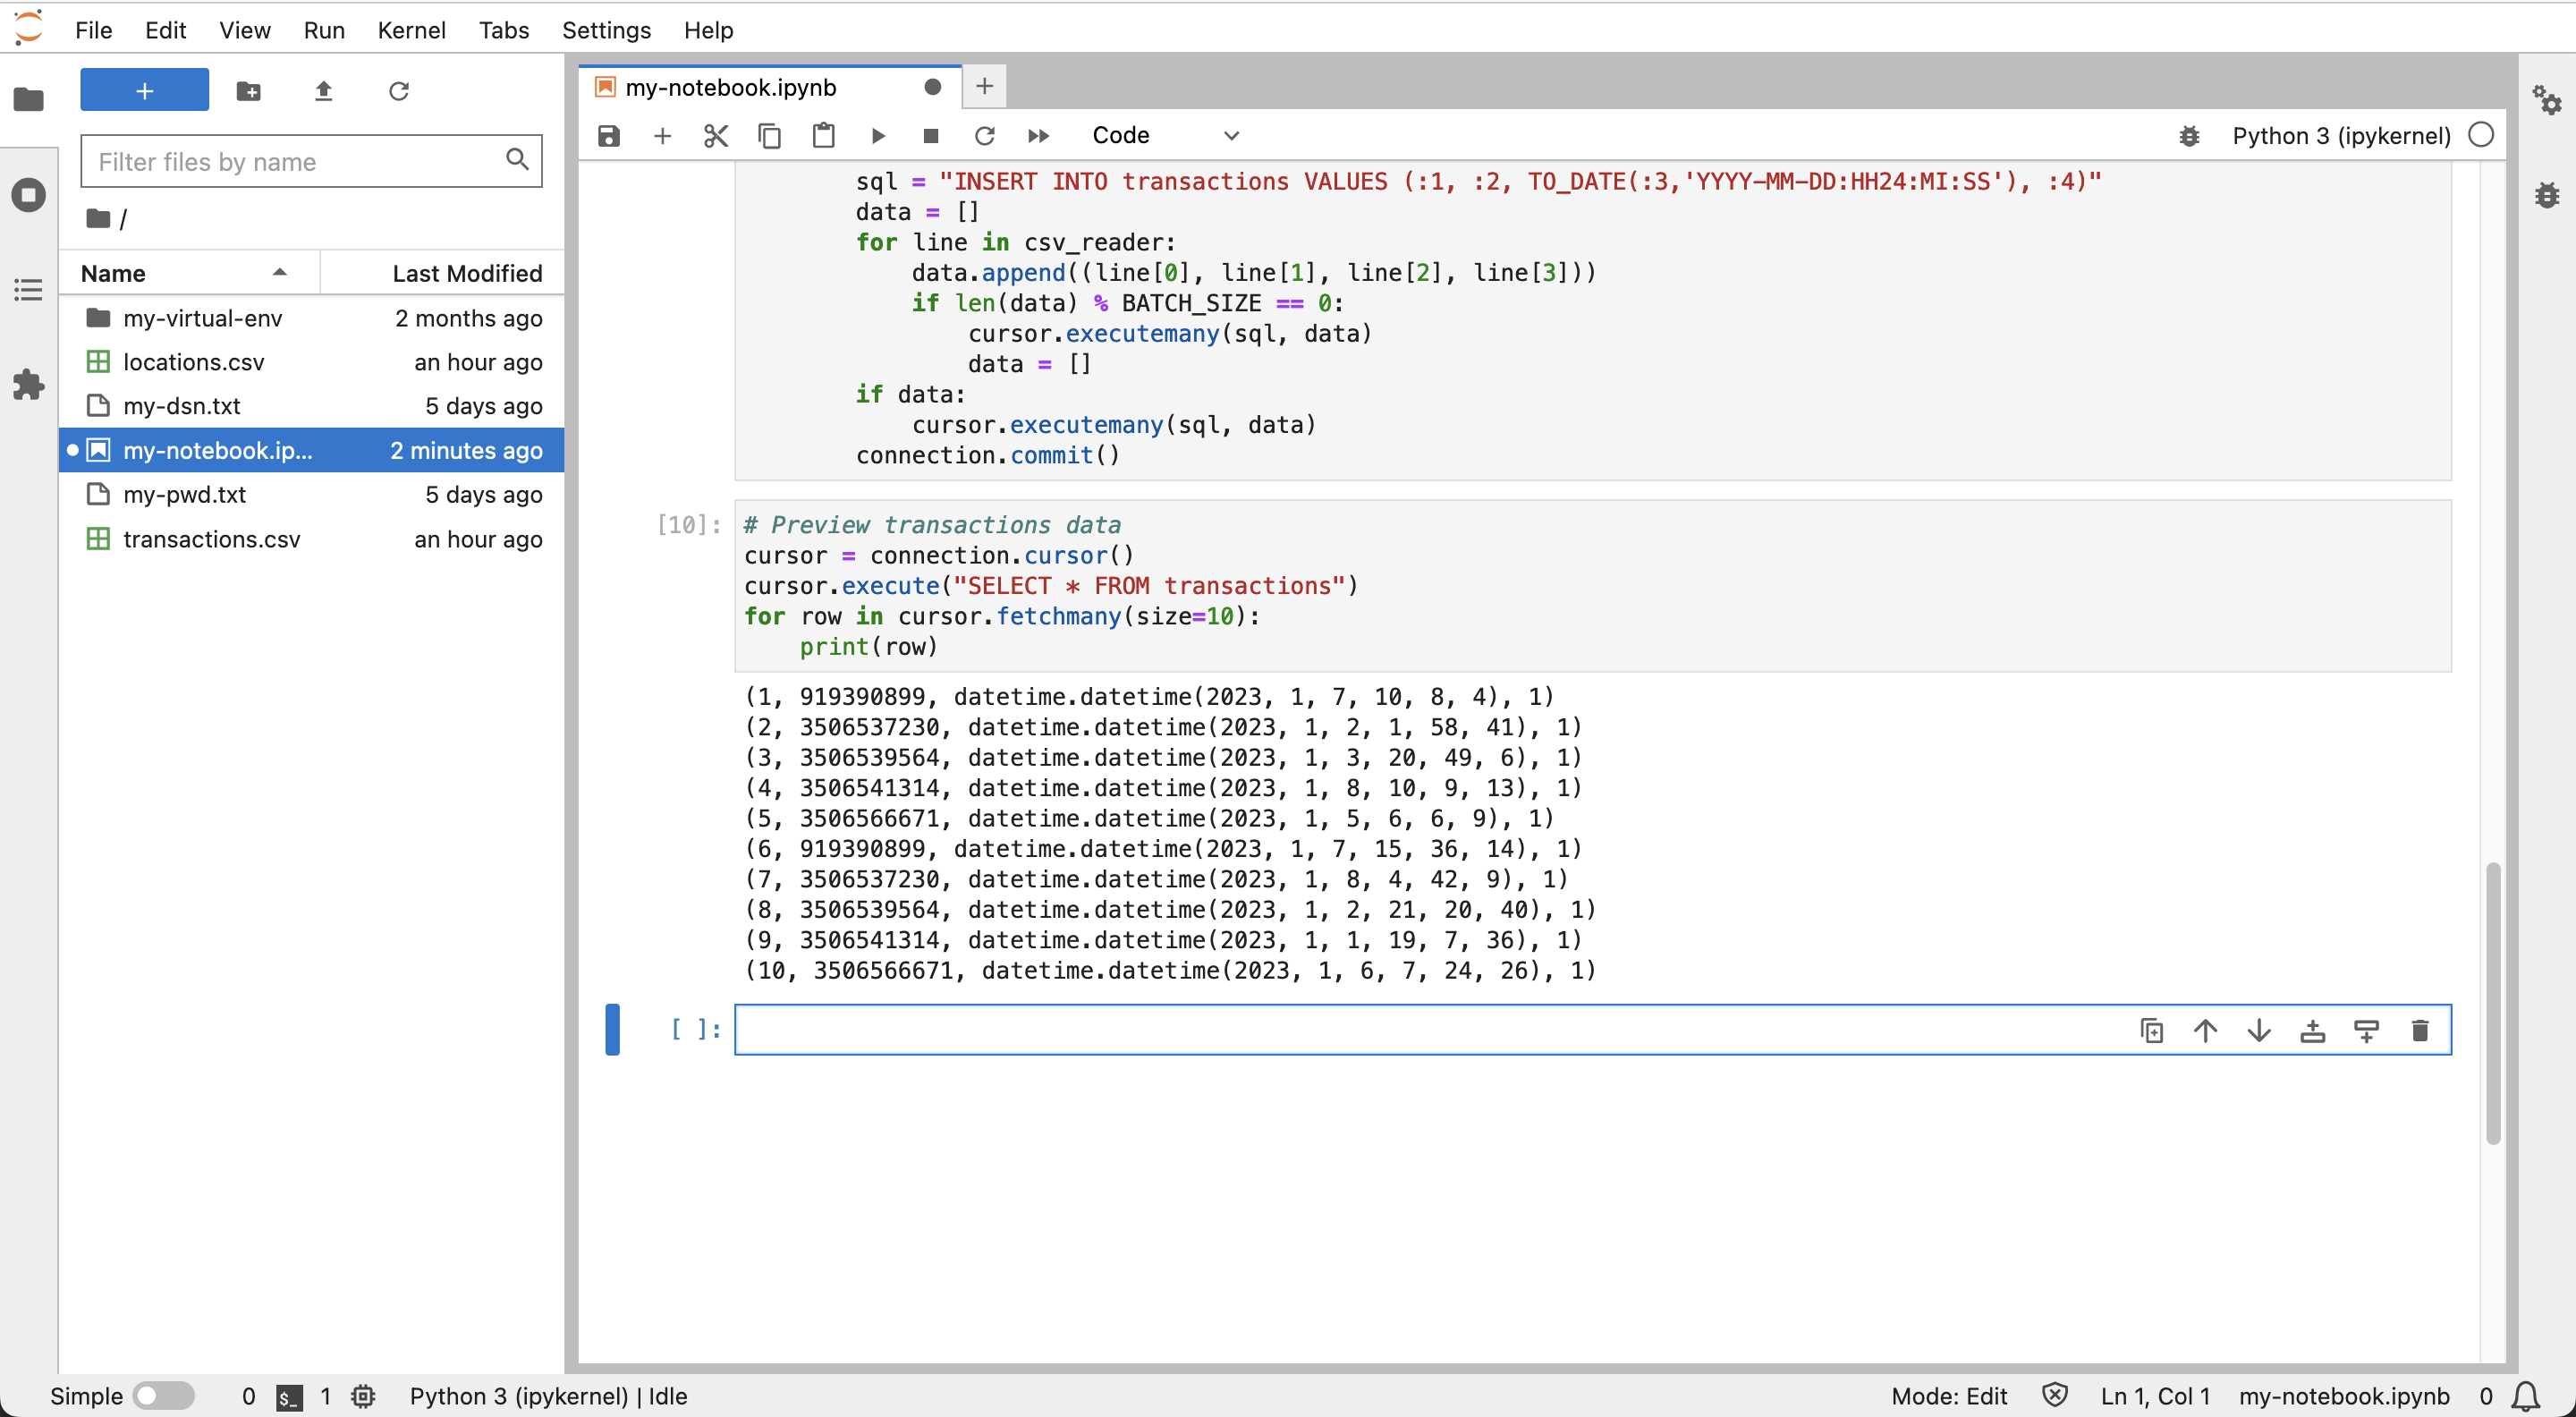 File Edit View Run Kernel Tabs Settings Help
+
Filter files by name
/
Name Last Modified
my-virtual-env 2 months ago
locations.csv an hour ago
my-dsn.txt 5 days ago
my-notebook.ip... 2 minutes ago
my-pwd.txt 5 days ago
transactions.csv an hour ago
my-notebook.ipynb
Code
Python 3 (ipykernel)
sql = "INSERT INTO transactions VALUES (:1, :2, TO_DATE(:3,'YYYY-MM-DD:HH24:MI:SS'), :4)"
data = []
for line in csv_reader:
data.append((line[0], line[1], line[2], line[3]))
if len(data) % BATCH_SIZE == 0:
cursor.executemany(sql, data)
data = []
if data:
cursor.executemany(sql, data)
connection.commit()
[10]: # Preview transactions data
cursor = connection.cursor()
cursor.execute("SELECT * FROM transactions")
for row in cursor.fetchmany(size=10):
print(row)
(1, 919390899, datetime.datetime(2023, 1, 7, 10, 8, 4), 1)
(2, 3506537230, datetime.datetime(2023, 1, 2, 1, 58, 41), 1)
(3, 3506539564, datetime.datetime(2023, 1, 3, 20, 49, 6), 1)
(4, 3506541314, datetime.datetime(2023, 1, 8, 10, 9, 13), 1)
(5, 3506566671, datetime.datetime(2023, 1, 5, 6, 6, 9), 1)
(6, 919390899, datetime.datetime(2023, 1, 7, 15, 36, 14), 1)
(7, 3506537230, datetime.datetime(2023, 1, 8, 4, 42, 9), 1)
(8, 3506539564, datetime.datetime(2023, 1, 2, 21, 20, 40), 1)
(9, 3506541314, datetime.datetime(2023, 1, 1, 19, 7, 36), 1)
(10, 3506566671, datetime.datetime(2023, 1, 6, 7, 24, 26), 1)
[ ]:
Simple 0 $_ 1 Python 3 (ipykernel) | Idle Mode: Edit Ln 1, Col 1 my-notebook.ipynb 0